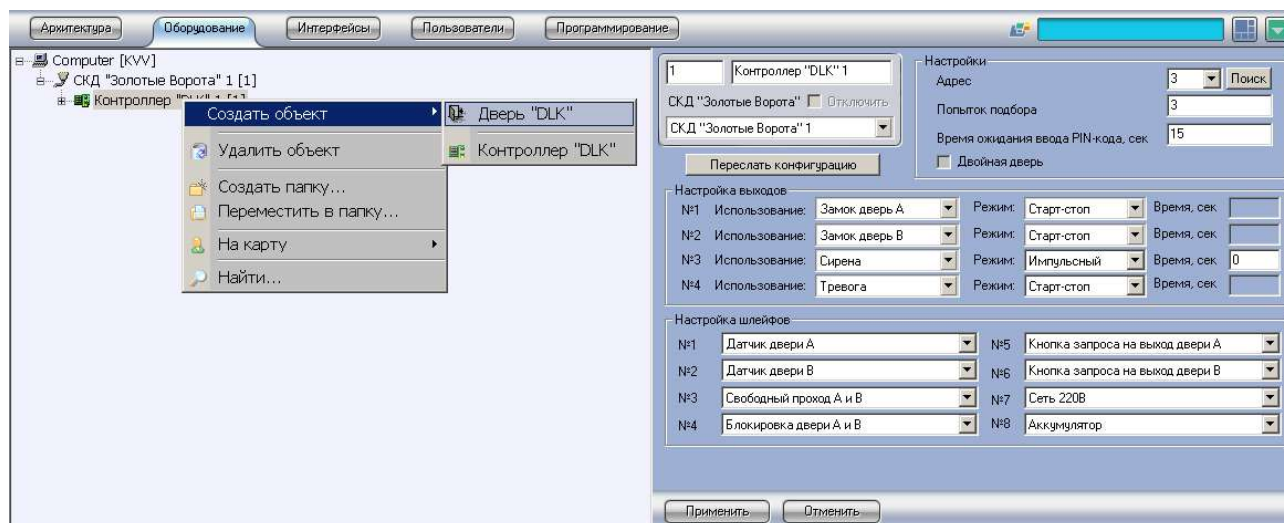 Архитектура Оборудование Интерфейсы Пользователи Программирование
Computer [KVV]
СКД "Золотые Ворота" 1 [1]
Контроллер "DLK" 1 [1]
Создать объект
Удалить объект
Создать папку...
Переместить в папку...
На карту
Найти...
Дверь "DLK"
Контроллер "DLK"
1 Контроллер "DLK" 1
СКД "Золотые Ворота" Отключить
СКД "Золотые Ворота" 1
Переслать конфигурацию
Настройки
Адрес 3 Поиск
Попыток подбора 3
Время ожидания ввода PIN-кода, сек 15
Двойная дверь
Настройка выходов
№1 Использование: Замок дверь А Режим: Старт-стоп Время, сек
№2 Использование: Замок дверь В Режим: Старт-стоп Время, сек
№3 Использование: Сирена Режим: Импульсный Время, сек 0
№4 Использование: Тревога Режим: Старт-стоп Время, сек
Настройка шлейфов
№1 Датчик двери А №5 Кнопка запроса на выход двери А
№2 Датчик двери В №6 Кнопка запроса на выход двери В
№3 Свободный проход А и В №7 Сеть 220В
№4 Блокировка двери А и В №8 Аккумулятор
Применить Отменить